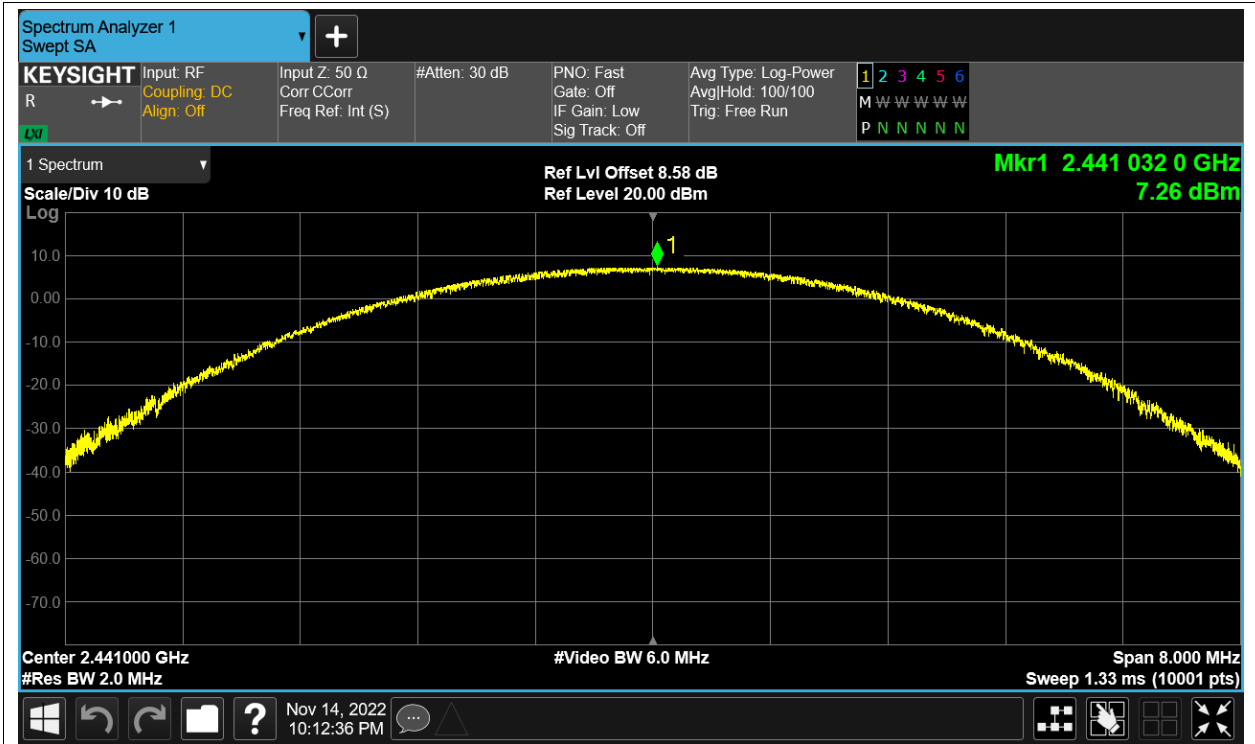 Spectrum Analyzer 1
Swept SA
KEYSIGHT
R
LXI
Input: RF
Coupling: DC
Align: Off
Input Z: 50 Ω
Corr CCorr
Freq Ref: Int (S)
#Atten: 30 dB
PNO: Fast
Gate: Off
IF Gain: Low
Sig Track: Off
Avg Type: Log-Power
Avg|Hold: 100/100
Trig: Free Run
1 2 3 4 5 6
M W W W W W W
P N N N N N N
1 Spectrum
Scale/Div 10 dB
Ref Lvl Offset 8.58 dB
Ref Level 20.00 dBm
Mkr1 2.441 032 0 GHz
7.26 dBm
Log
1
10.0
0.00
-10.0
-20.0
-30.0
-40.0
-50.0
-60.0
-70.0
Center 2.441000 GHz
#Res BW 2.0 MHz
#Video BW 6.0 MHz
Span 8.000 MHz
Sweep 1.33 ms (10001 pts)
?
Nov 14, 2022
10:12:36 PM